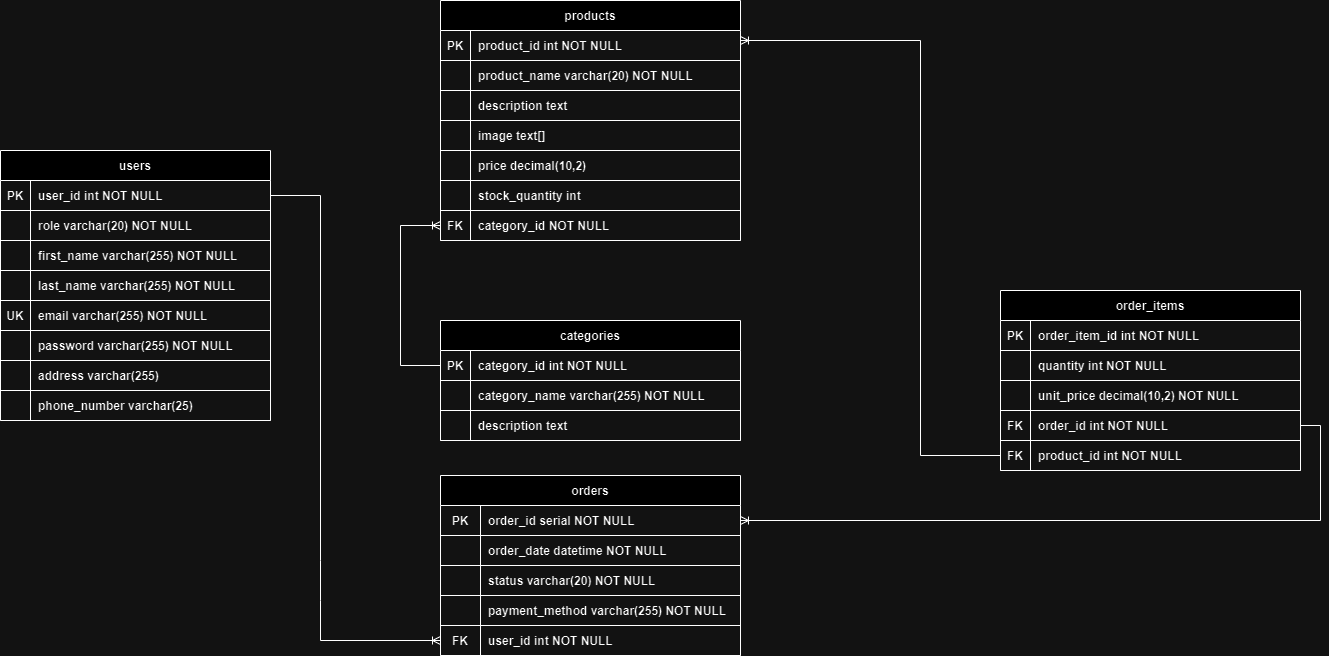 products
PK product_id int NOT NULL
product_name varchar(20) NOT NULL
description text
image text[]
price decimal(10,2)
stock_quantity int
FK category_id NOT NULL
users
PK user_id int NOT NULL
role varchar(20) NOT NULL
first_name varchar(255) NOT NULL
last_name varchar(255) NOT NULL
UK email varchar(255) NOT NULL
password varchar(255) NOT NULL
address varchar(255)
phone_number varchar(25)
categories
PK category_id int NOT NULL
category_name varchar(255) NOT NULL
description text
order_items
PK order_item_id int NOT NULL
quantity int NOT NULL
unit_price decimal(10,2) NOT NULL
FK order_id int NOT NULL
FK product_id int NOT NULL
orders
PK order_id serial NOT NULL
order_date datetime NOT NULL
status varchar(20) NOT NULL
payment_method varchar(255) NOT NULL
FK user_id int NOT NULL